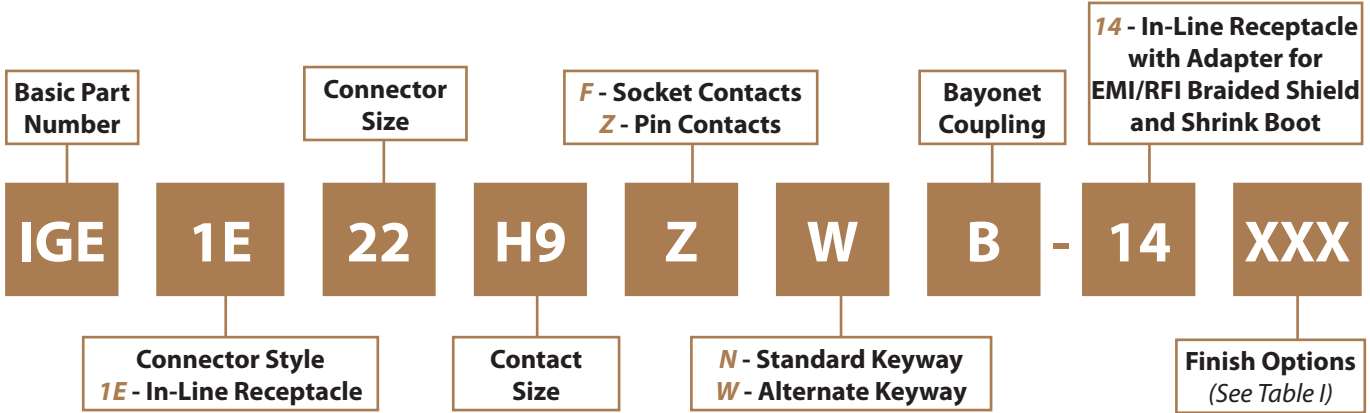 Basic Part
Number
Connector
Size
F - Socket Contacts
Z - Pin Contacts
Bayonet
Coupling
14 - In-Line Receptacle
with Adapter for
EMI/RFI Braided Shield
and Shrink Boot
IGE 1E 22 H9 Z W B - 14 XXX
Connector Style
1E - In-Line Receptacle
Contact
Size
N - Standard Keyway
W - Alternate Keyway
Finish Options
(See Table I)